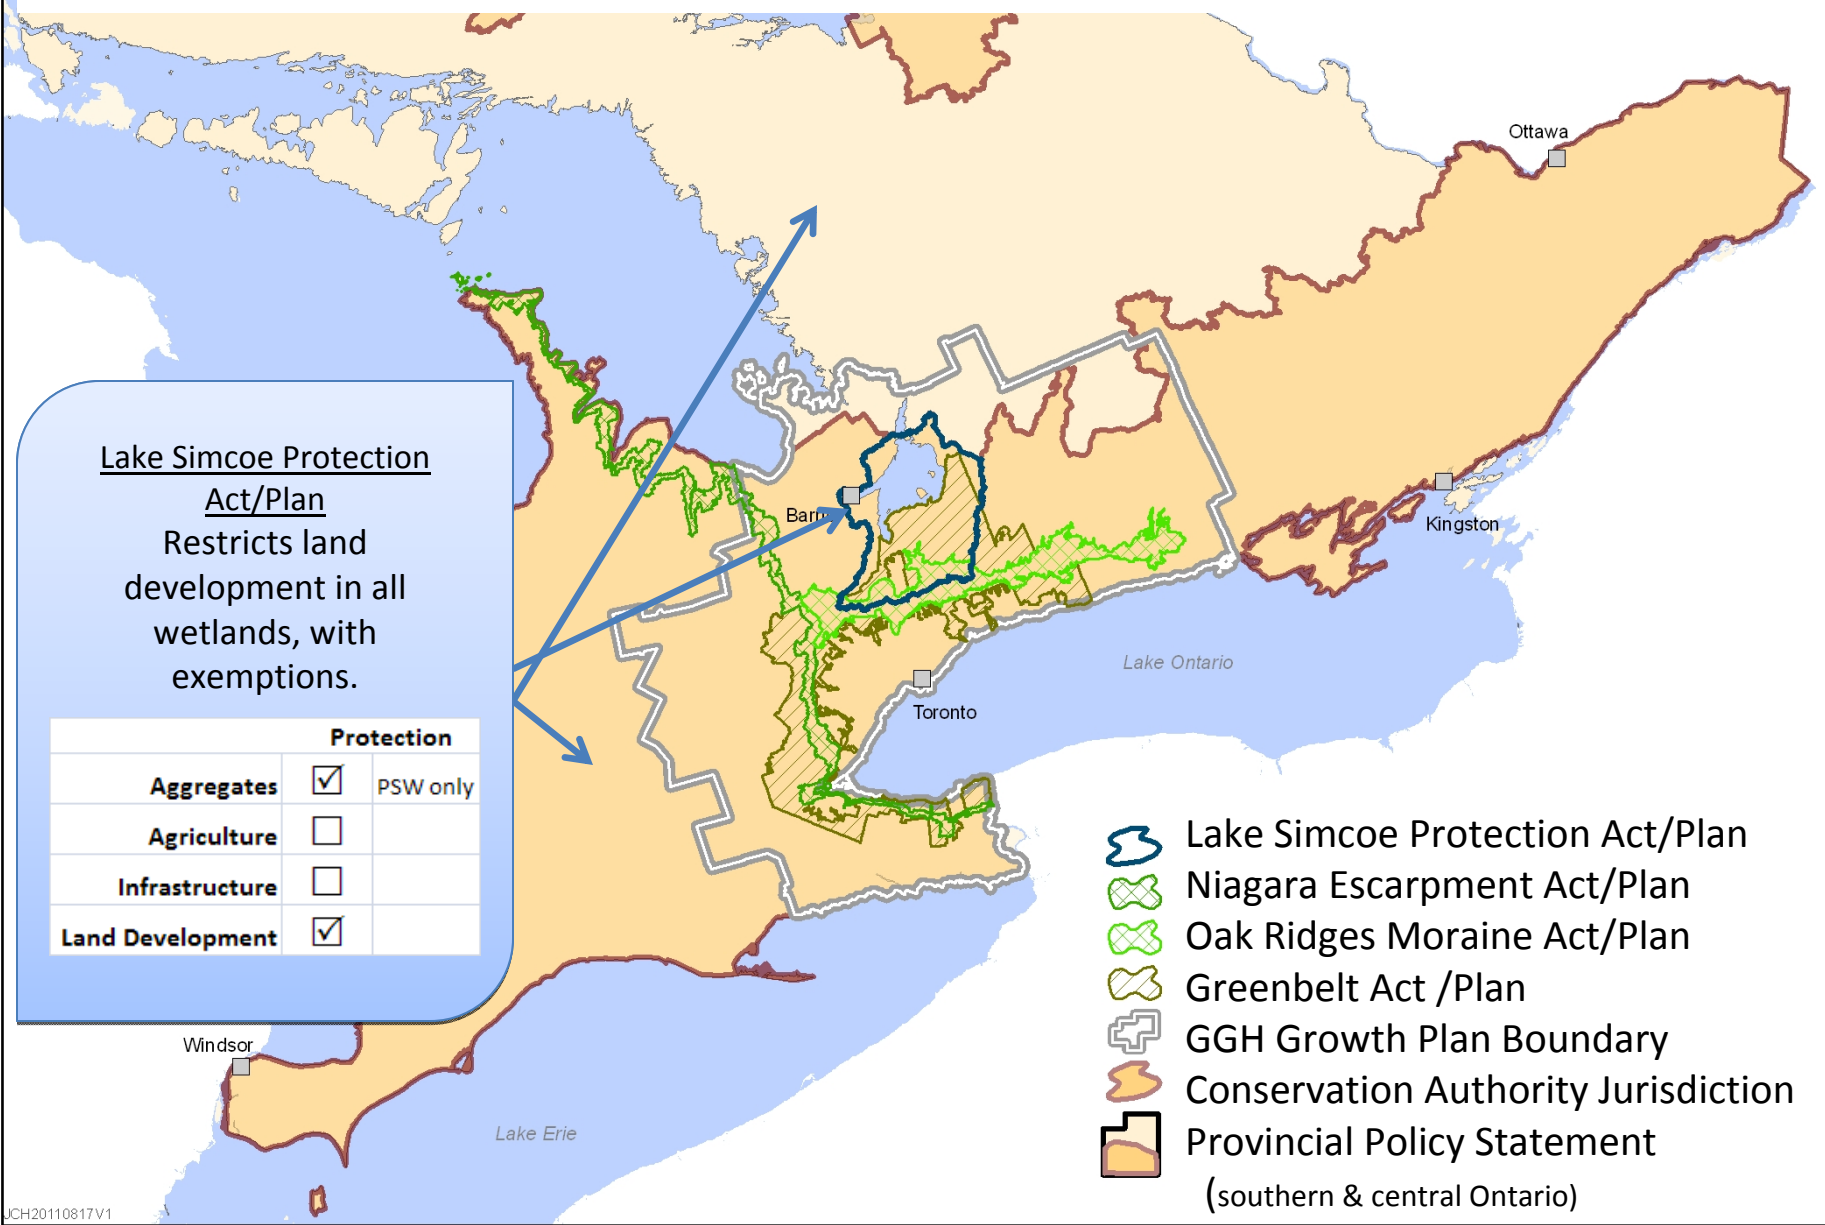 Ottawa
Kingston
Barr
Toronto
Lake Ontario
Windsor
Lake Erie
Lake Simcoe Protection
Act/Plan
Restricts land
development in all
wetlands, with
exemptions.
Protection
Aggregates ☑ PSW only
Agriculture ☐
Infrastructure ☐
Land Development ☑
Lake Simcoe Protection Act/Plan
Niagara Escarpment Act/Plan
Oak Ridges Moraine Act/Plan
Greenbelt Act /Plan
GGH Growth Plan Boundary
Conservation Authority Jurisdiction
Provincial Policy Statement
(southern & central Ontario)
JCH20110817V1